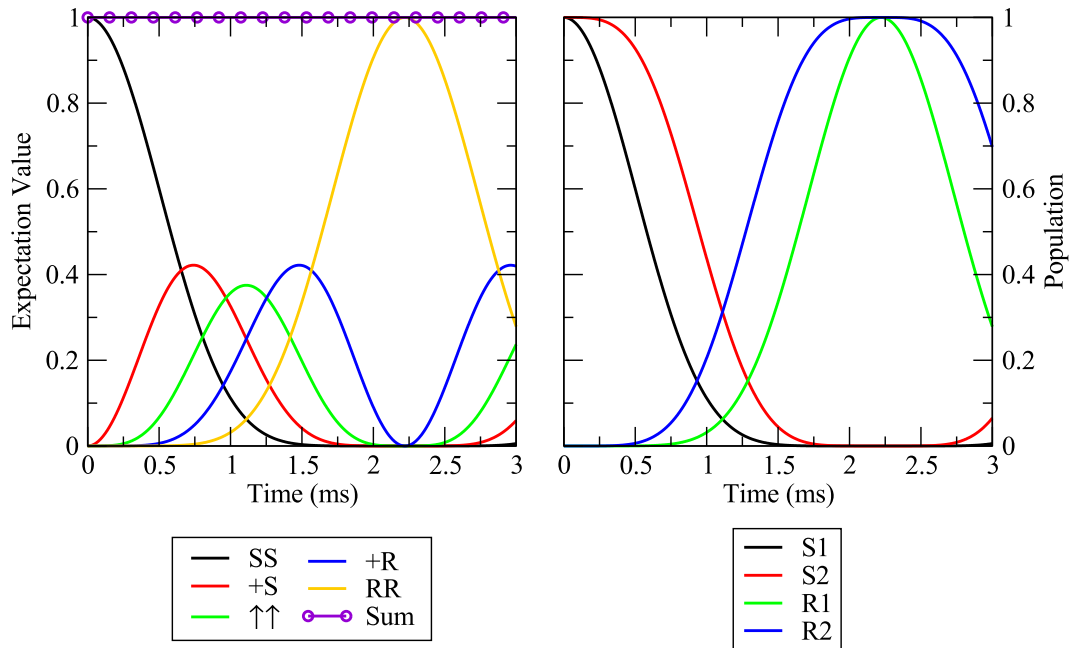 1
0.8
0.6
0.4
0.2
0
Expectation Value
0 0.5 1 1.5 2 2.5 3
Time (ms)
1
0.8
0.6
0.4
0.2
0
Population
0 0.5 1 1.5 2 2.5 3
Time (ms)
SS
+S
↑↑
+R
RR
Sum
S1
S2
R1
R2